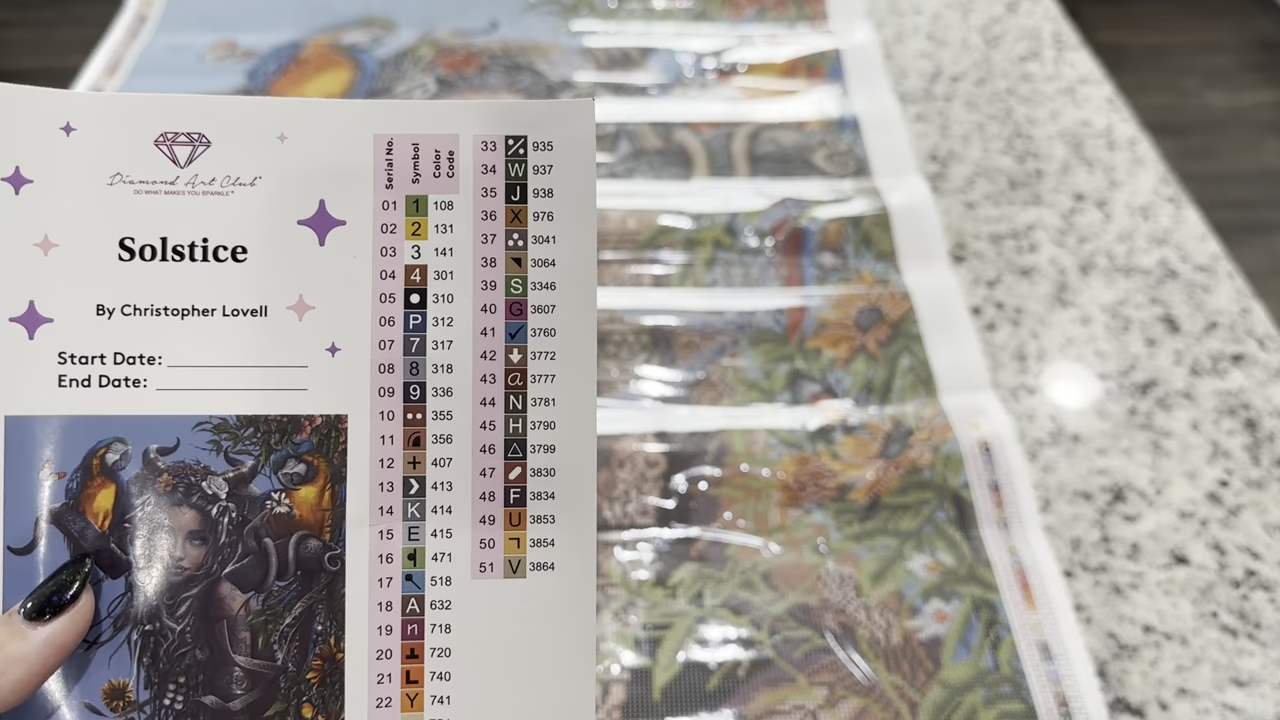 Diamond Art Club®
DO WHAT MAKES YOU SPARKLE™
Solstice
By Christopher Lovell
Start Date:
End Date:
Serial No. Symbol Color Code
01 1 108
02 2 131
03 3 141
04 4 301
05 310
06 P 312
07 7 317
08 8 318
09 9 336
10 355
11 356
12 + 407
13 413
14 K 414
15 E 415
16 471
17 518
18 A 632
19 n 718
20 720
21 L 740
22 Y 741
33 935
34 W 937
35 J 938
36 X 976
37 3041
38 3064
39 S 3346
40 G 3607
41 ✓ 3760
42 3772
43 a 3777
44 N 3781
45 H 3790
46 △ 3799
47 3830
48 F 3834
49 U 3853
50 3854
51 V 3864